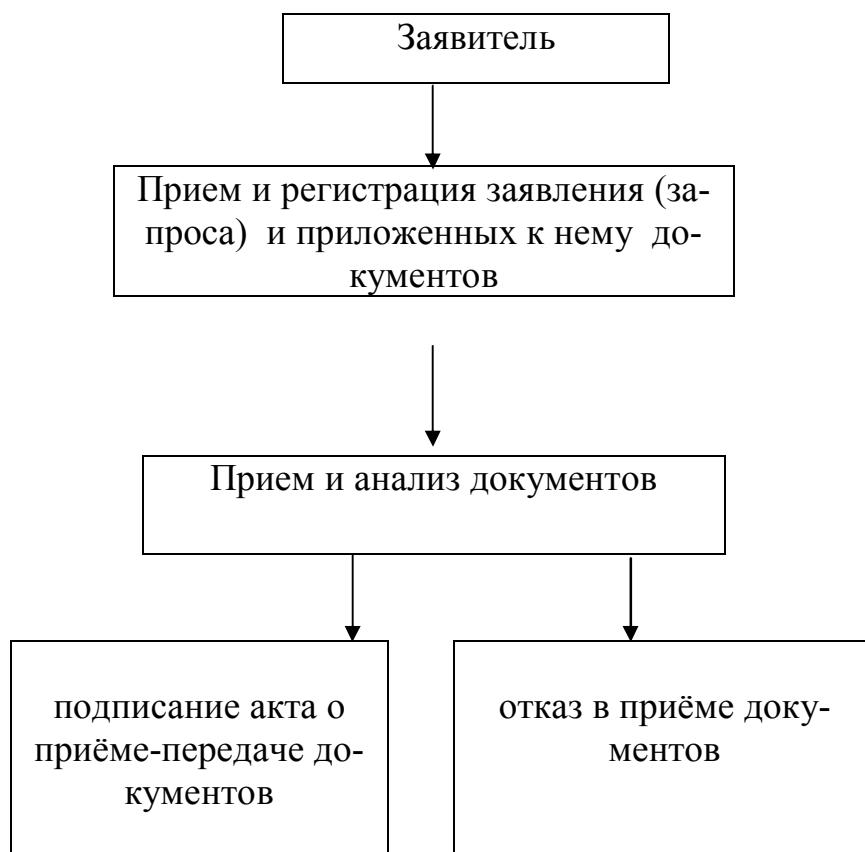 Заявитель
Прием и регистрация заявления (за-
проса) и приложенных к нему до-
кументов
Прием и анализ документов
подписание акта о
приёме-передаче до-
кументов
отказ в приёме доку-
ментов